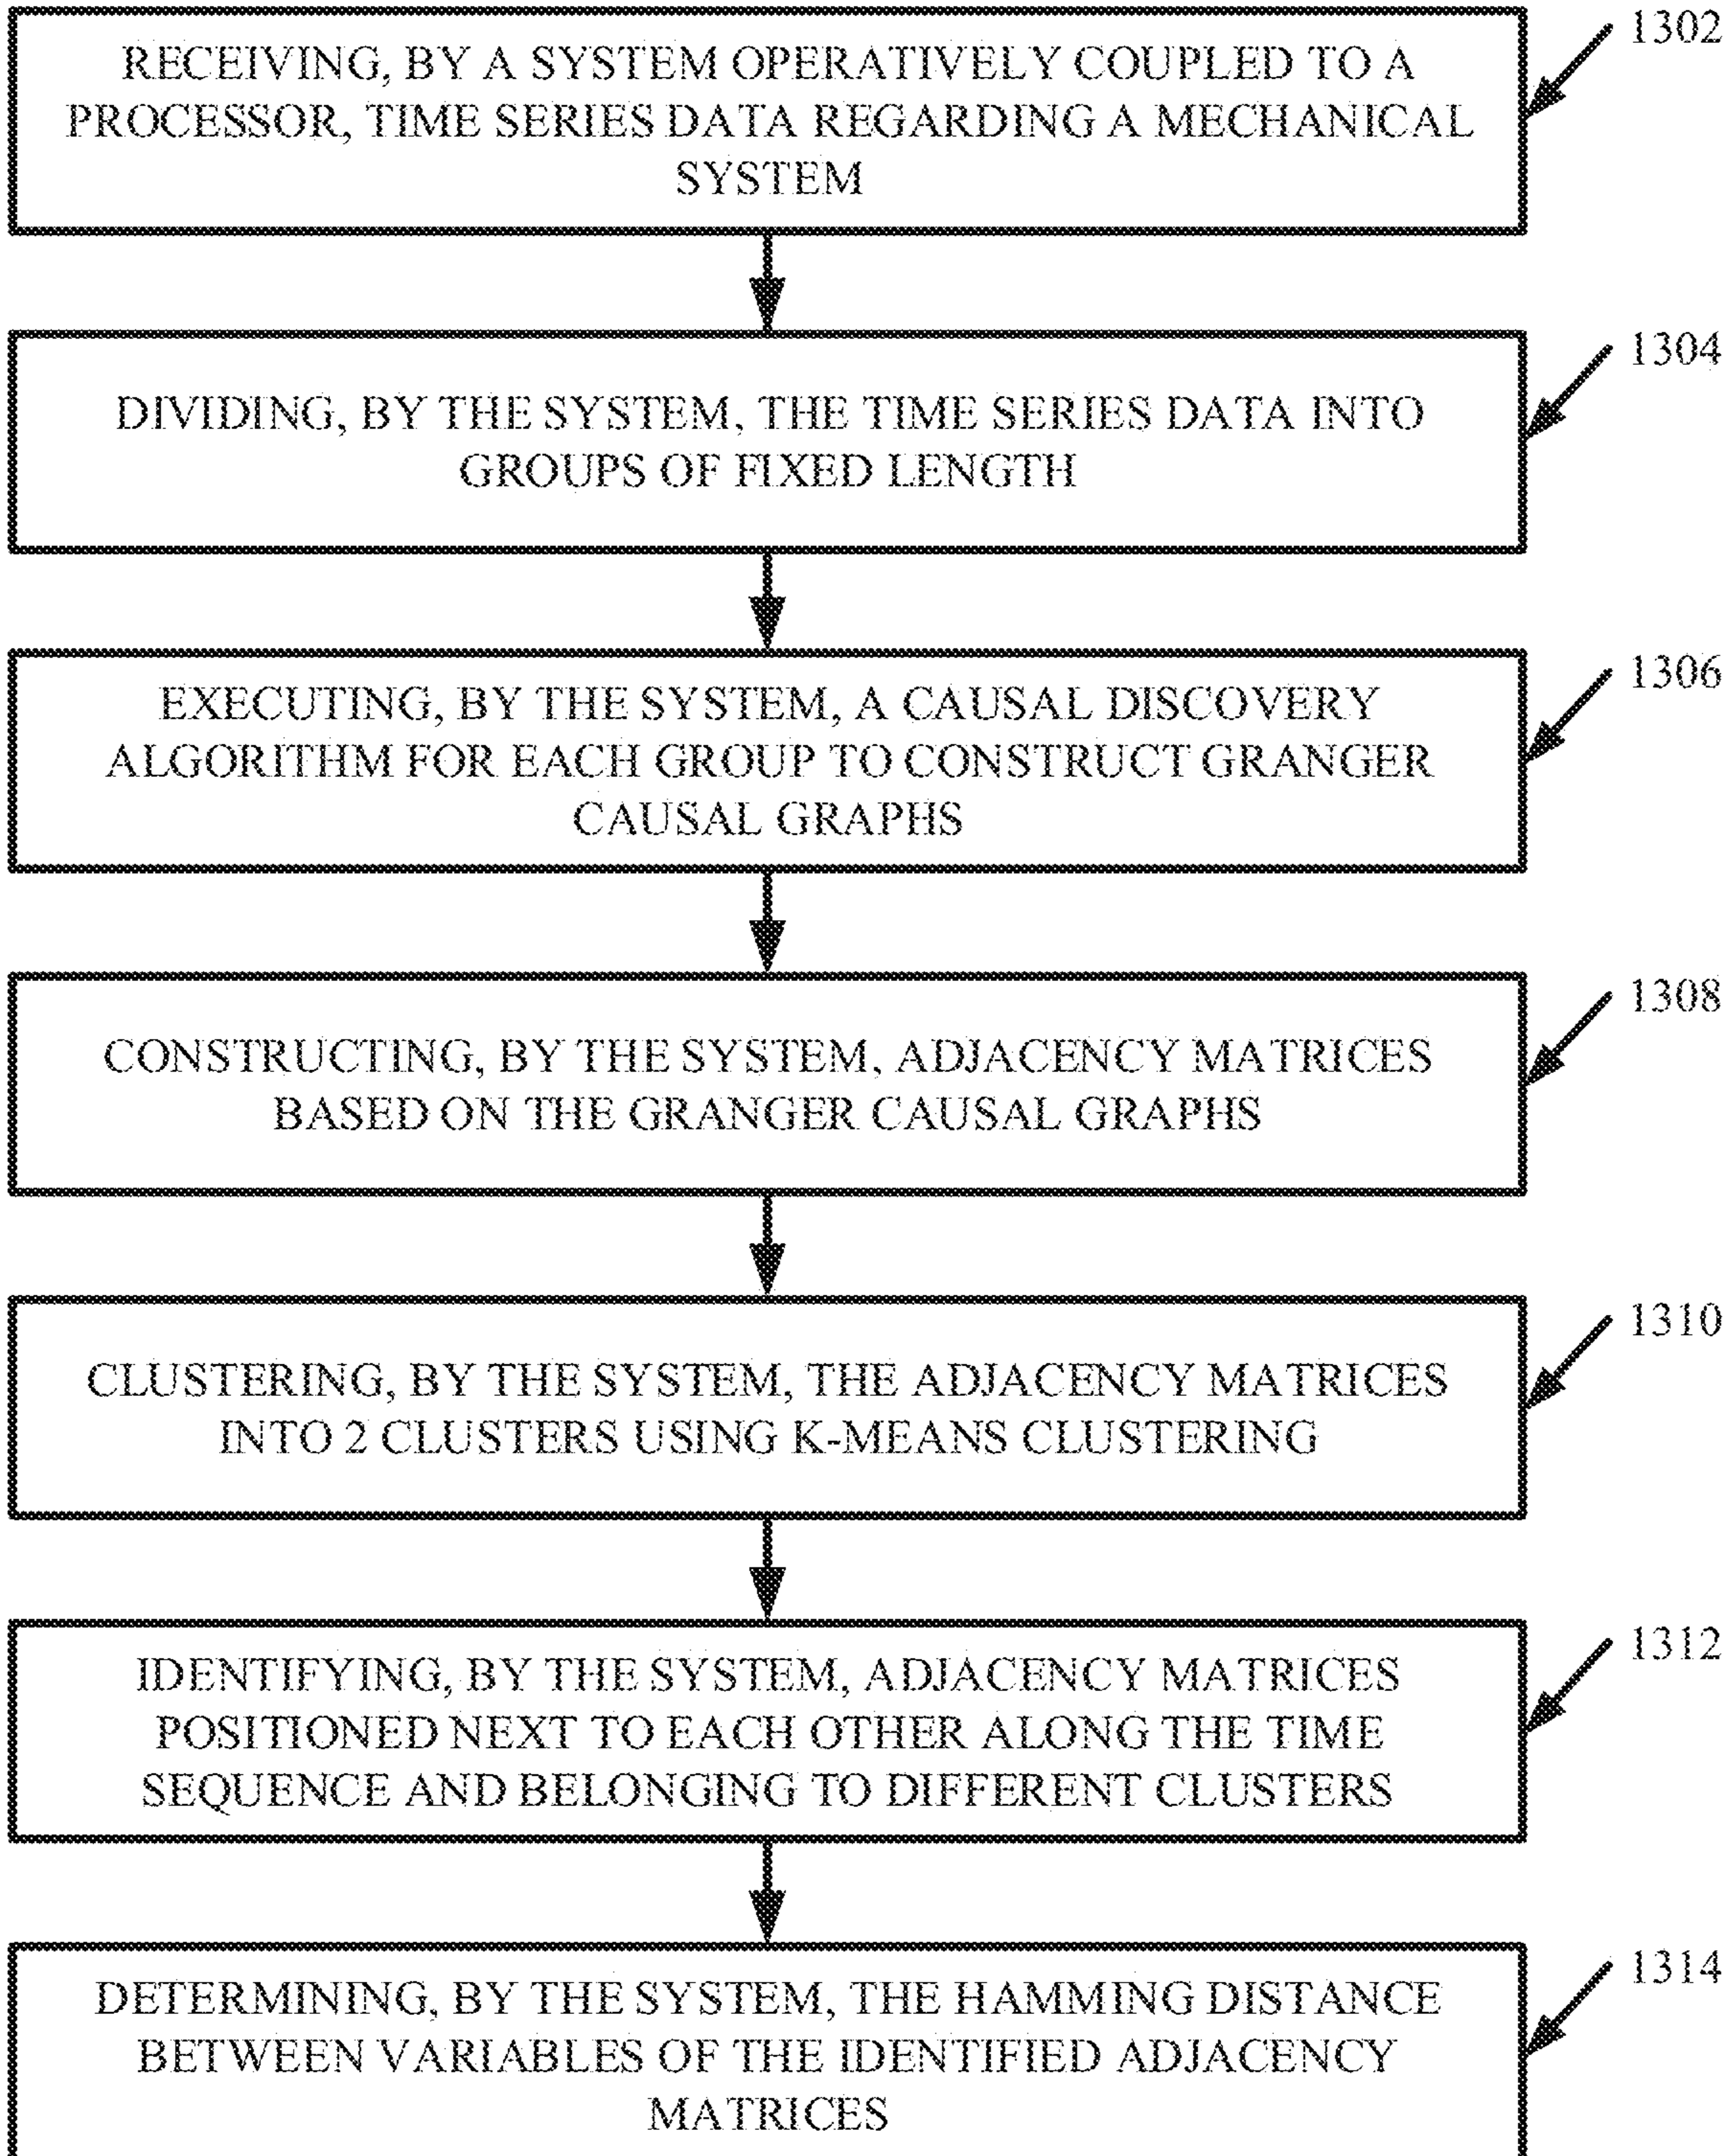 1302
RECEIVING, BY A SYSTEM OPERATIVELY COUPLED TO A
PROCESSOR, TIME SERIES DATA REGARDING A MECHANICAL
SYSTEM
1304
DIVIDING, BY THE SYSTEM, THE TIME SERIES DATA INTO
GROUPS OF FIXED LENGTH
1306
EXECUTING, BY THE SYSTEM, A CAUSAL DISCOVERY
ALGORITHM FOR EACH GROUP TO CONSTRUCT GRANGER
CAUSAL GRAPHS
1308
CONSTRUCTING, BY THE SYSTEM, ADJACENCY MATRICES
BASED ON THE GRANGER CAUSAL GRAPHS
1310
CLUSTERING, BY THE SYSTEM, THE ADJACENCY MATRICES
INTO 2 CLUSTERS USING K-MEANS CLUSTERING
1312
IDENTIFYING, BY THE SYSTEM, ADJACENCY MATRICES
POSITIONED NEXT TO EACH OTHER ALONG THE TIME
SEQUENCE AND BELONGING TO DIFFERENT CLUSTERS
1314
DETERMINING, BY THE SYSTEM, THE HAMMING DISTANCE
BETWEEN VARIABLES OF THE IDENTIFIED ADJACENCY
MATRICES